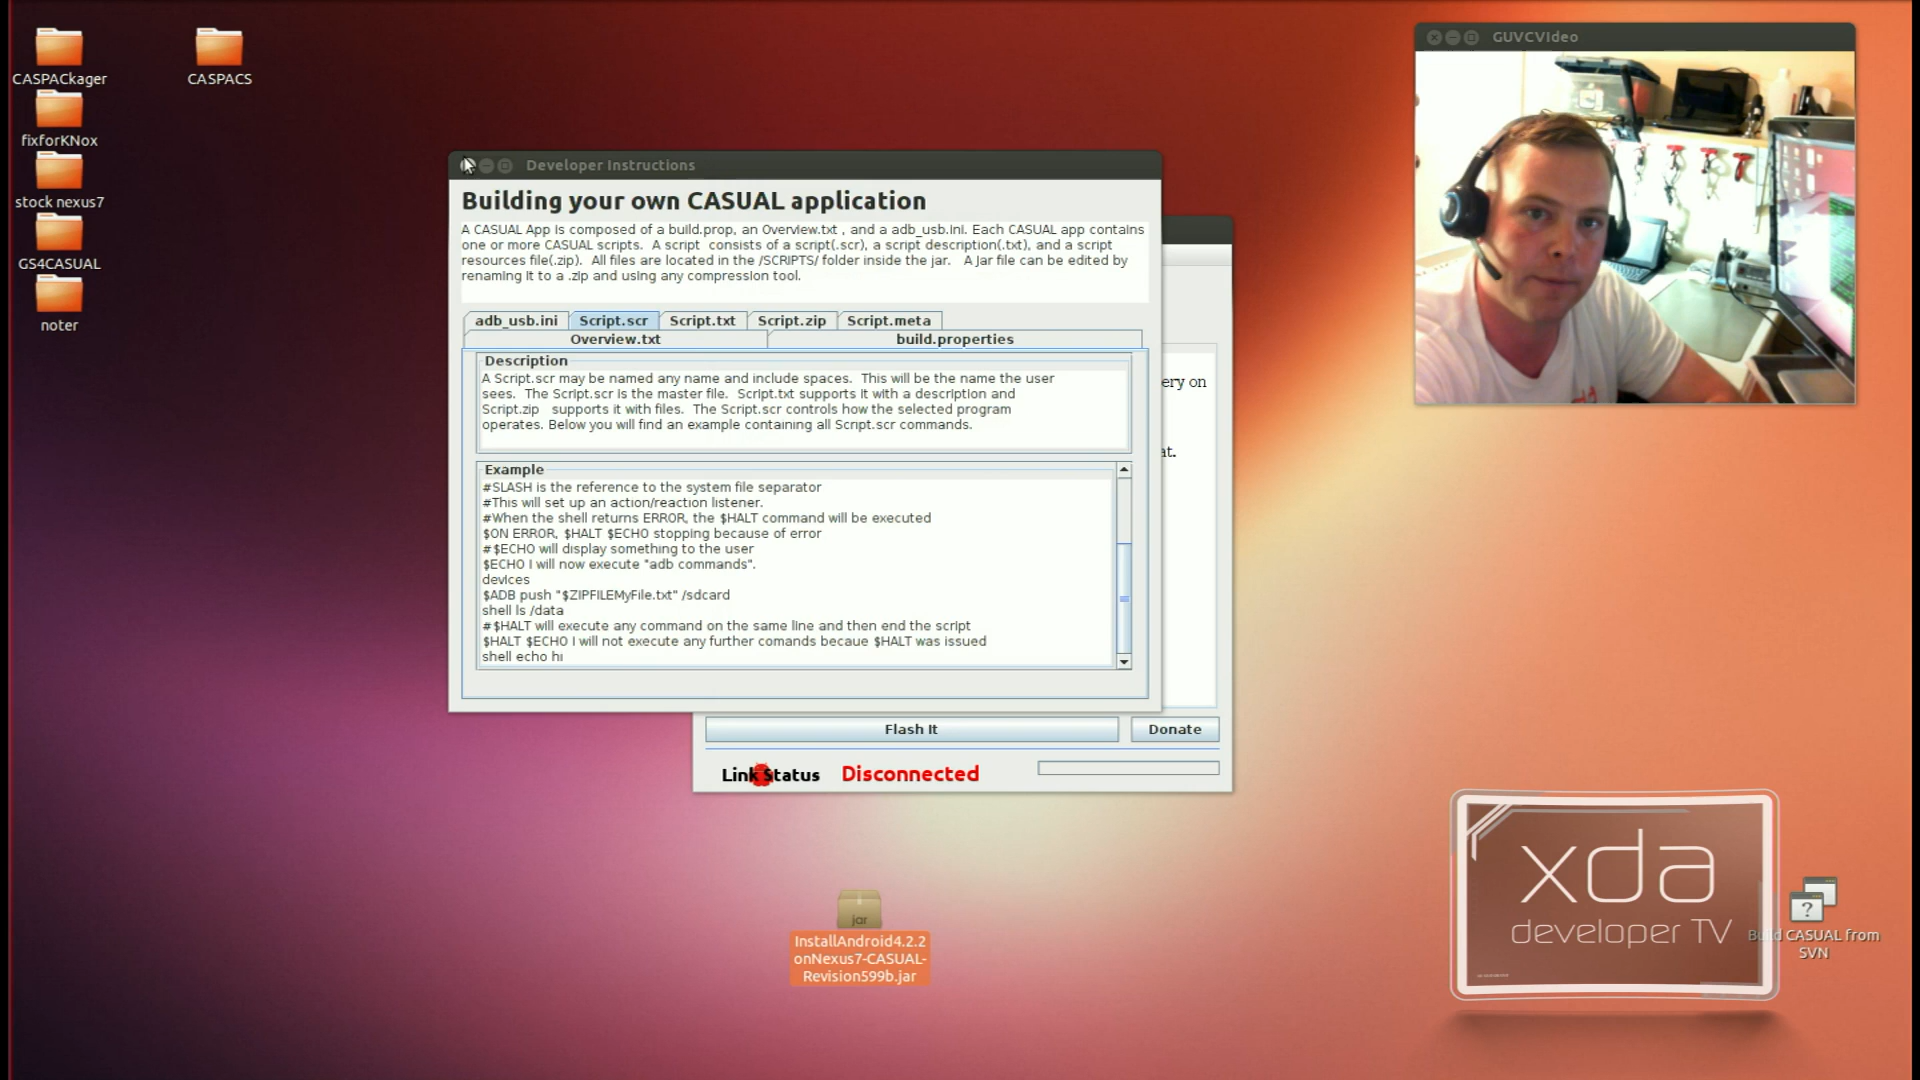 CASPACkager
CASPACS
fixforKNox
stock nexus7
GS4CASUAL
noter
GUVCVideo
Developer Instructions
Building your own CASUAL application
A CASUAL App is composed of a build.prop, an Overview.txt , and a adb_usb.ini. Each CASUAL app contains
one or more CASUAL scripts.  A script  consists of a script(.scr), a script description(.txt), and a script
resources file(.zip).  All files are located in the /SCRIPTS/ folder inside the jar.   A Jar file can be edited by
renaming it to a .zip and using any compression tool.
adb_usb.ini
Script.scr
Script.txt
Script.zip
Script.meta
Overview.txt
build.properties
Description
A Script.scr may be named any name and include spaces.  This will be the name the user
sees.  The Script.scr is the master file.  Script.txt supports it with a description and
Script.zip   supports it with files.  The Script.scr controls how the selected program
operates. Below you will find an example containing all Script.scr commands.
Example
#SLASH is the reference to the system file separator
#This will set up an action/reaction listener.
#When the shell returns ERROR, the $HALT command will be executed
$ON ERROR, $HALT $ECHO stopping because of error
#$ECHO will display something to the user
$ECHO I will now execute "adb commands".
devices
$ADB push "$ZIPFILEMyFile.txt" /sdcard
shell ls /data
#$HALT will execute any command on the same line and then end the script
$HALT $ECHO I will not execute any further comands becaue $HALT was issued
shell echo hi
ery on
at.
Flash It
Donate
Link Status
Disconnected
jar
InstallAndroid4.2.2
onNexus7-CASUAL-
Revision599b.jar
xda
developer TV
?
Build CASUAL from
SVN